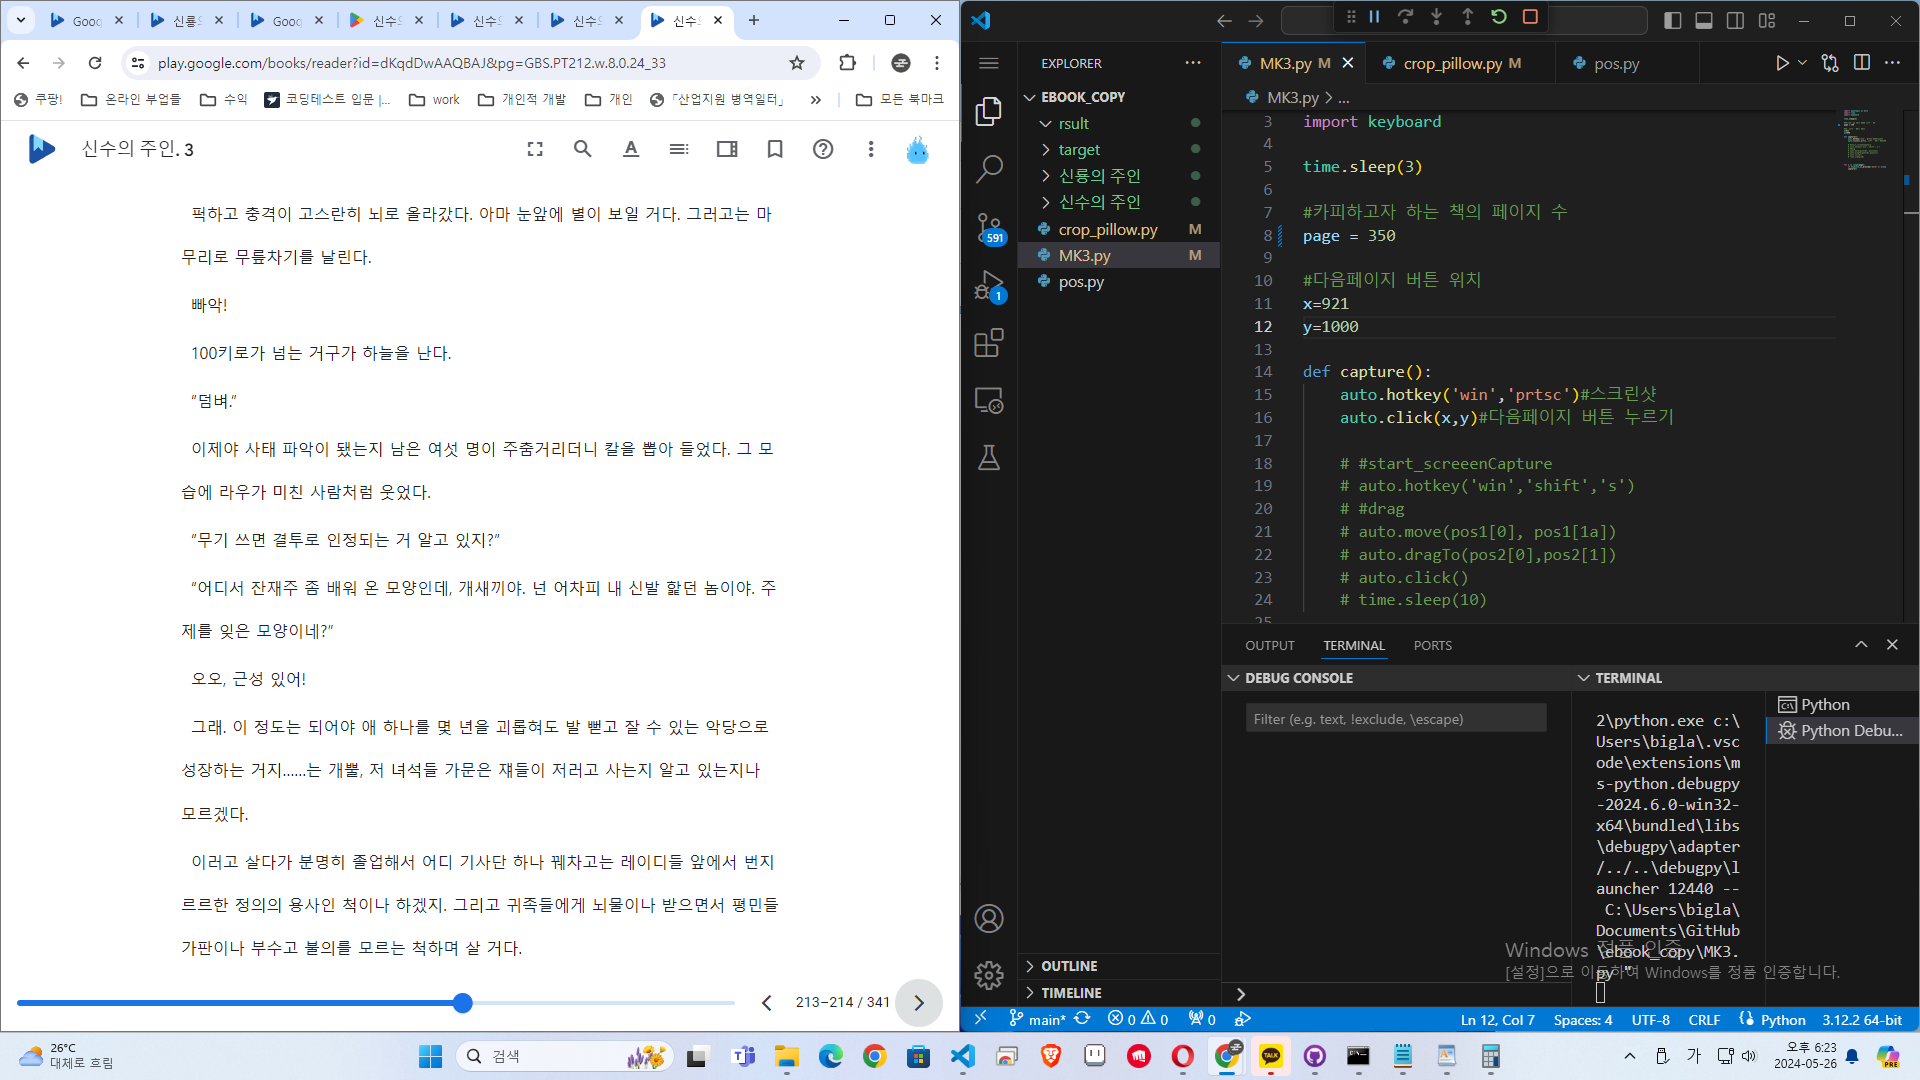 Goog
신룡의
Goog
신수의
신수의
신수의
신수의
play.google.com/books/reader?id=dKqdDwAAQBAJ&pg=GBS.PT212.w.8.0.24_33
쿠팡!
온라인 부업들
수익
코딩테스트 입문 |...
work
개인적 개발
개인
「산업지원 병역일터」
»
모든 북마크
신수의 주인. 3
퍽하고 충격이 고스란히 뇌로 올라갔다. 아마 눈앞에 별이 보일 거다. 그러고는 마
무리로 무릎차기를 날린다.
빠악!
100키로가 넘는 거구가 하늘을 난다.
“덤벼.”
이제야 사태 파악이 됐는지 남은 여섯 명이 주춤거리더니 칼을 뽑아 들었다. 그 모
습에 라우가 미친 사람처럼 웃었다.
“무기 쓰면 결투로 인정되는 거 알고 있지?”
“어디서 잔재주 좀 배워 온 모양인데, 개새끼야. 넌 어차피 내 신발 핥던 놈이야. 주
제를 잊은 모양이네?”
오오, 근성 있어!
그래. 이 정도는 되어야 애 하나를 몇 년을 괴롭혀도 발 뻗고 잘 수 있는 악당으로
성장하는 거지......는 개뿔, 저 녀석들 가문은 쟤들이 저러고 사는지 알고 있는지나
모르겠다.
이러고 살다가 분명히 졸업해서 어디 기사단 하나 꿰차고는 레이디들 앞에서 번지
르르한 정의의 용사인 척이나 하겠지. 그리고 귀족들에게 뇌물이나 받으면서 평민들
가판이나 부수고 불의를 모르는 척하며 살 거다.
213–214 / 341
EXPLORER
EBOOK_COPY
rsult
target
신룡의 주인
신수의 주인
crop_pillow.py M
MK3.py M
pos.py
591
1
OUTLINE
TIMELINE
MK3.py M
crop_pillow.py M
pos.py
MK3.py > ...
3 import keyboard
4
5 time.sleep(3)
6
7 #카피하고자 하는 책의 페이지 수
8 page = 350
9
10 #다음페이지 버튼 위치
11 x=921
12 y=1000
13
14 def capture():
15 auto.hotkey('win','prtsc')#스크린샷
16 auto.click(x,y)#다음페이지 버튼 누르기
17
18 # #start_screeenCapture
19 # auto.hotkey('win','shift','s')
20 # #drag
21 # auto.move(pos1[0], pos1[1a])
22 # auto.dragTo(pos2[0],pos2[1])
23 # auto.click()
24 # time.sleep(10)
25
OUTPUT
TERMINAL
PORTS
DEBUG CONSOLE
Filter (e.g. text, !exclude, \escape)
TERMINAL
2\python.exe c:\
Users\bigla\.vsc
ode\extensions\m
s-python.debugpy
-2024.6.0-win32-
x64\bundled\libs
\debugpy\adapter
/../..\debugpy\l
auncher 12440 --
C:\Users\bigla\
Documents\GitHub
\ebook_copy\MK3.
py "
Python
Python Debu...
Windows 정품 인증
[설정]으로 이동하여 Windows를 정품 인증합니다.
main*
0
0
0
Ln 12, Col 7
Spaces: 4
UTF-8
CRLF
Python
3.12.2 64-bit
26°C
대체로 흐림
검색
TALK
가
오후 6:23
2024-05-26
PRE